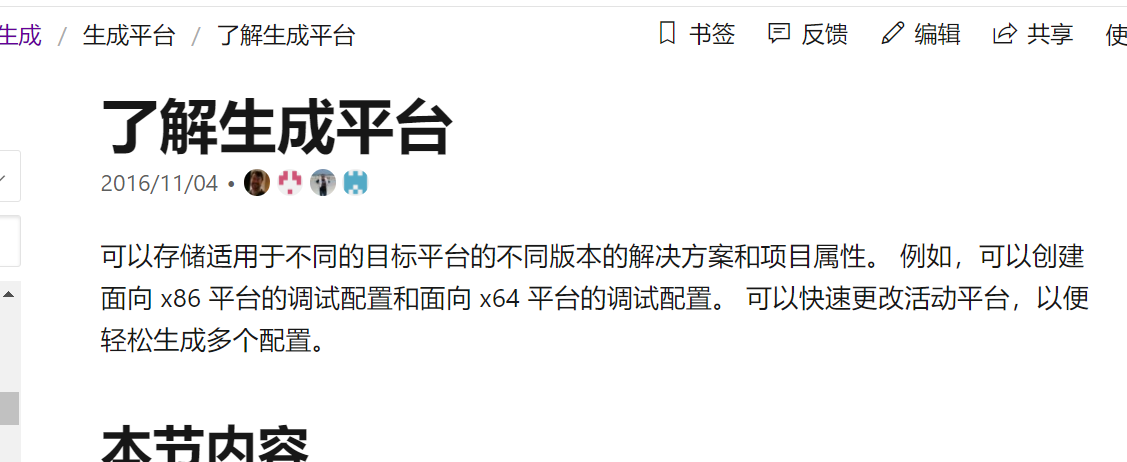 生成 / 生成平台 / 了解生成平台 书签 反馈 编辑 共享 使
了解生成平台
2016/11/04 •
可以存储适用于不同的目标平台的不同版本的解决方案和项目属性。 例如，可以创建
面向 x86 平台的调试配置和面向 x64 平台的调试配置。 可以快速更改活动平台，以便
轻松生成多个配置。
本节内容